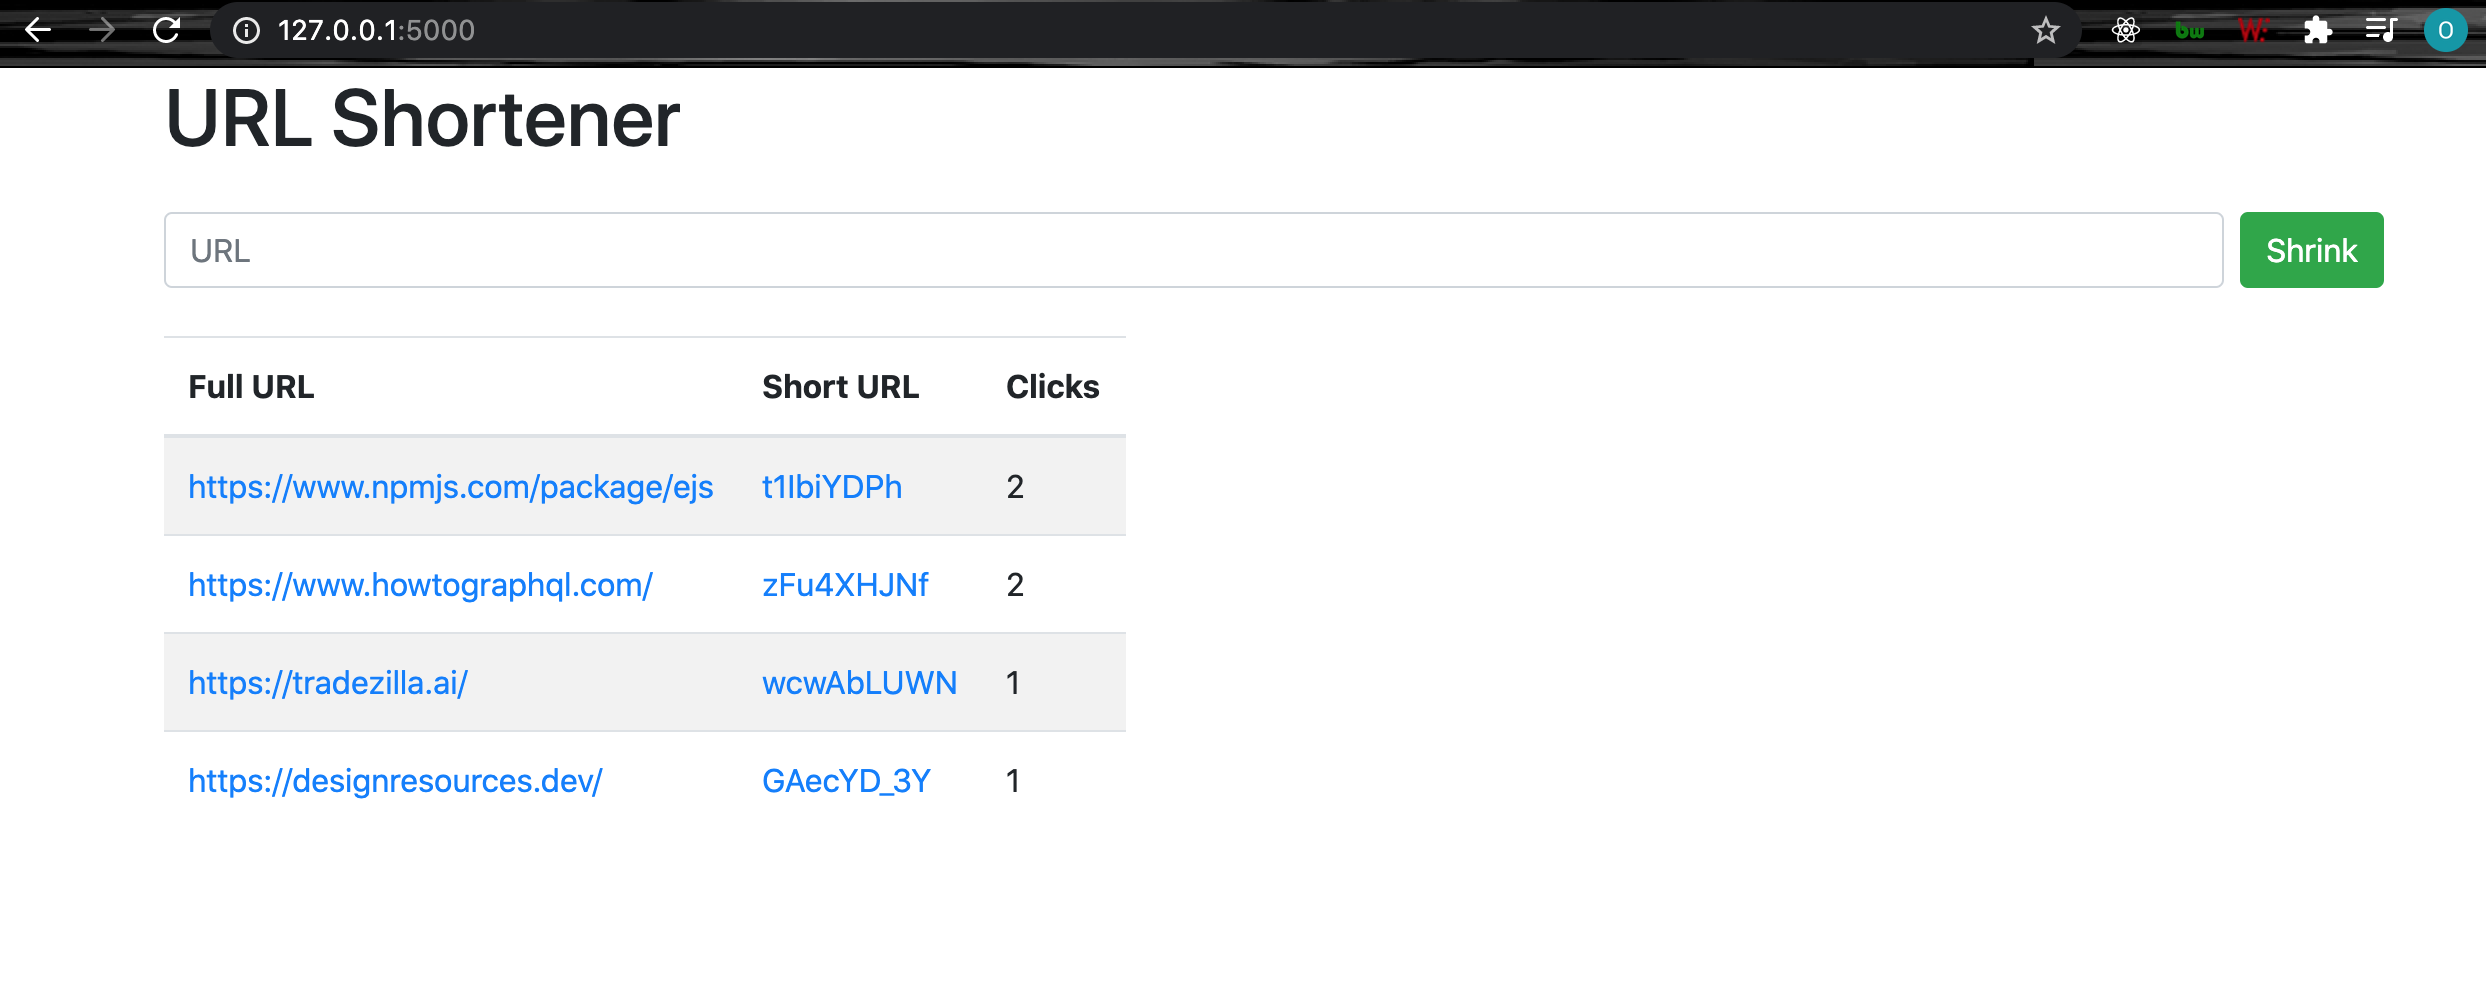 127.0.0.1:5000
bw W: O
URL Shortener
URL Shrink
Full URL Short URL Clicks
https://www.npmjs.com/package/ejs t1IbiYDPh 2
https://www.howtographql.com/ zFu4XHJNf 2
https://tradezilla.ai/ wcwAbLUWN 1
https://designresources.dev/ GAecYD_3Y 1